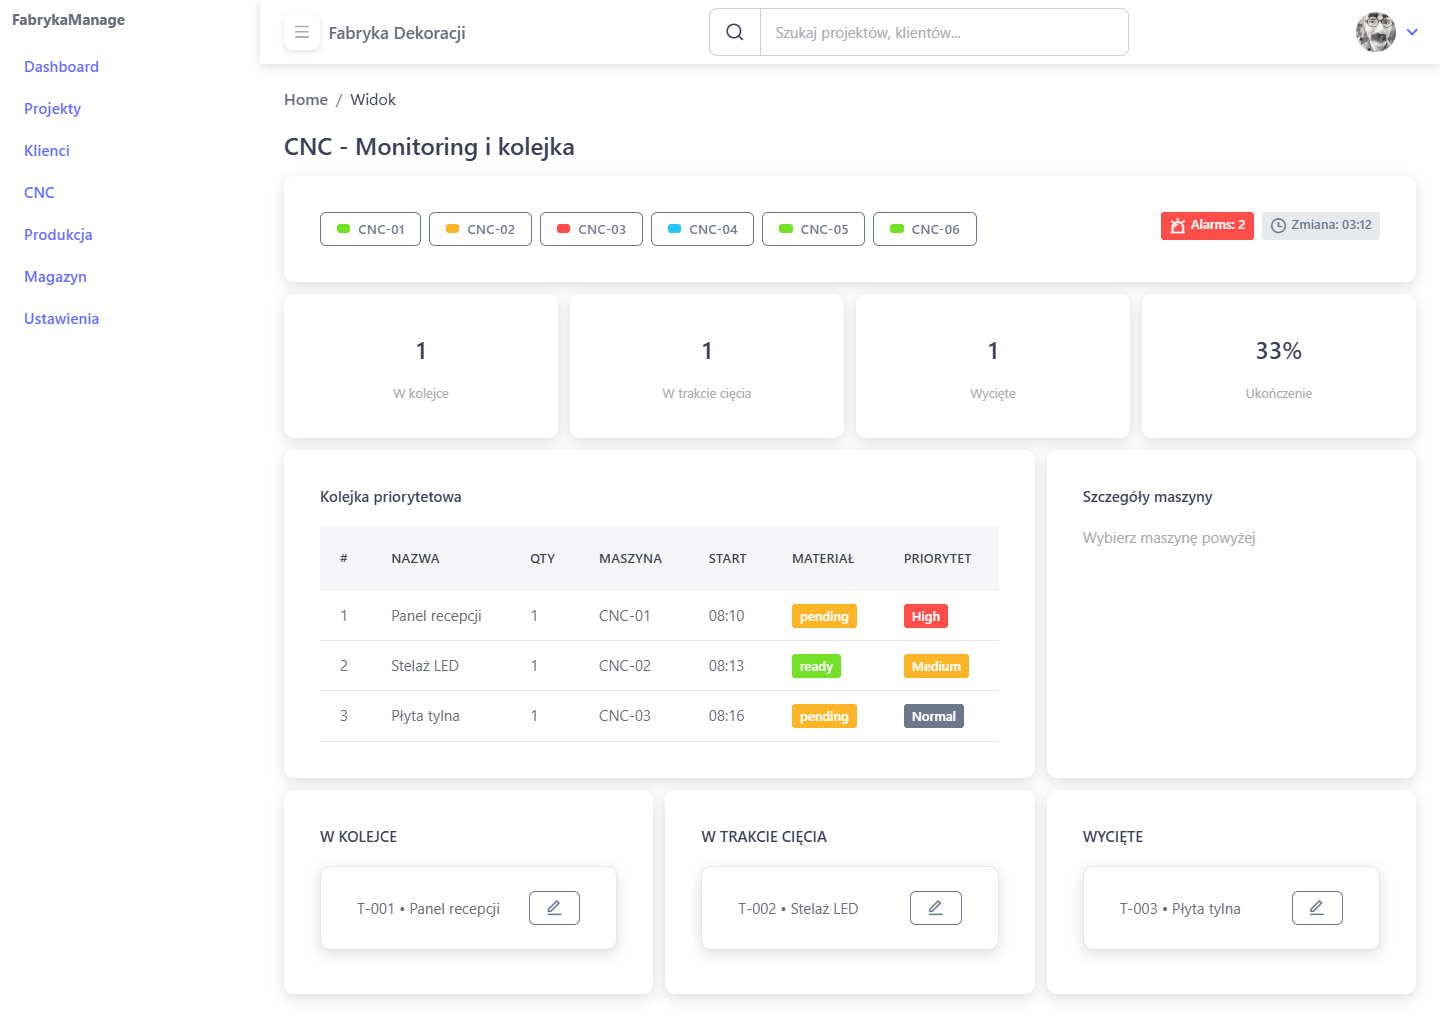 FabrykaManage
Dashboard
Projekty
Klienci
CNC
Produkcja
Magazyn
Ustawienia
Fabryka Dekoracji
Szukaj projektów, klientów...
Home / Widok
CNC - Monitoring i kolejka
CNC-01 CNC-02 CNC-03 CNC-04 CNC-05 CNC-06 Alarms: 2 Zmiana: 03:12
1
W kolejce
1
W trakcie cięcia
1
Wycięte
33%
Ukończenie
Kolejka priorytetowa
# NAZWA QTY MASZYNA START MATERIAŁ PRIORYTET
1 Panel recepcji 1 CNC-01 08:10 pending High
2 Stelaż LED 1 CNC-02 08:13 ready Medium
3 Płyta tylna 1 CNC-03 08:16 pending Normal
Szczegóły maszyny
Wybierz maszynę powyżej
W KOLEJCE
T-001 • Panel recepcji
W TRAKCIE CIĘCIA
T-002 • Stelaż LED
WYCIĘTE
T-003 • Płyta tylna